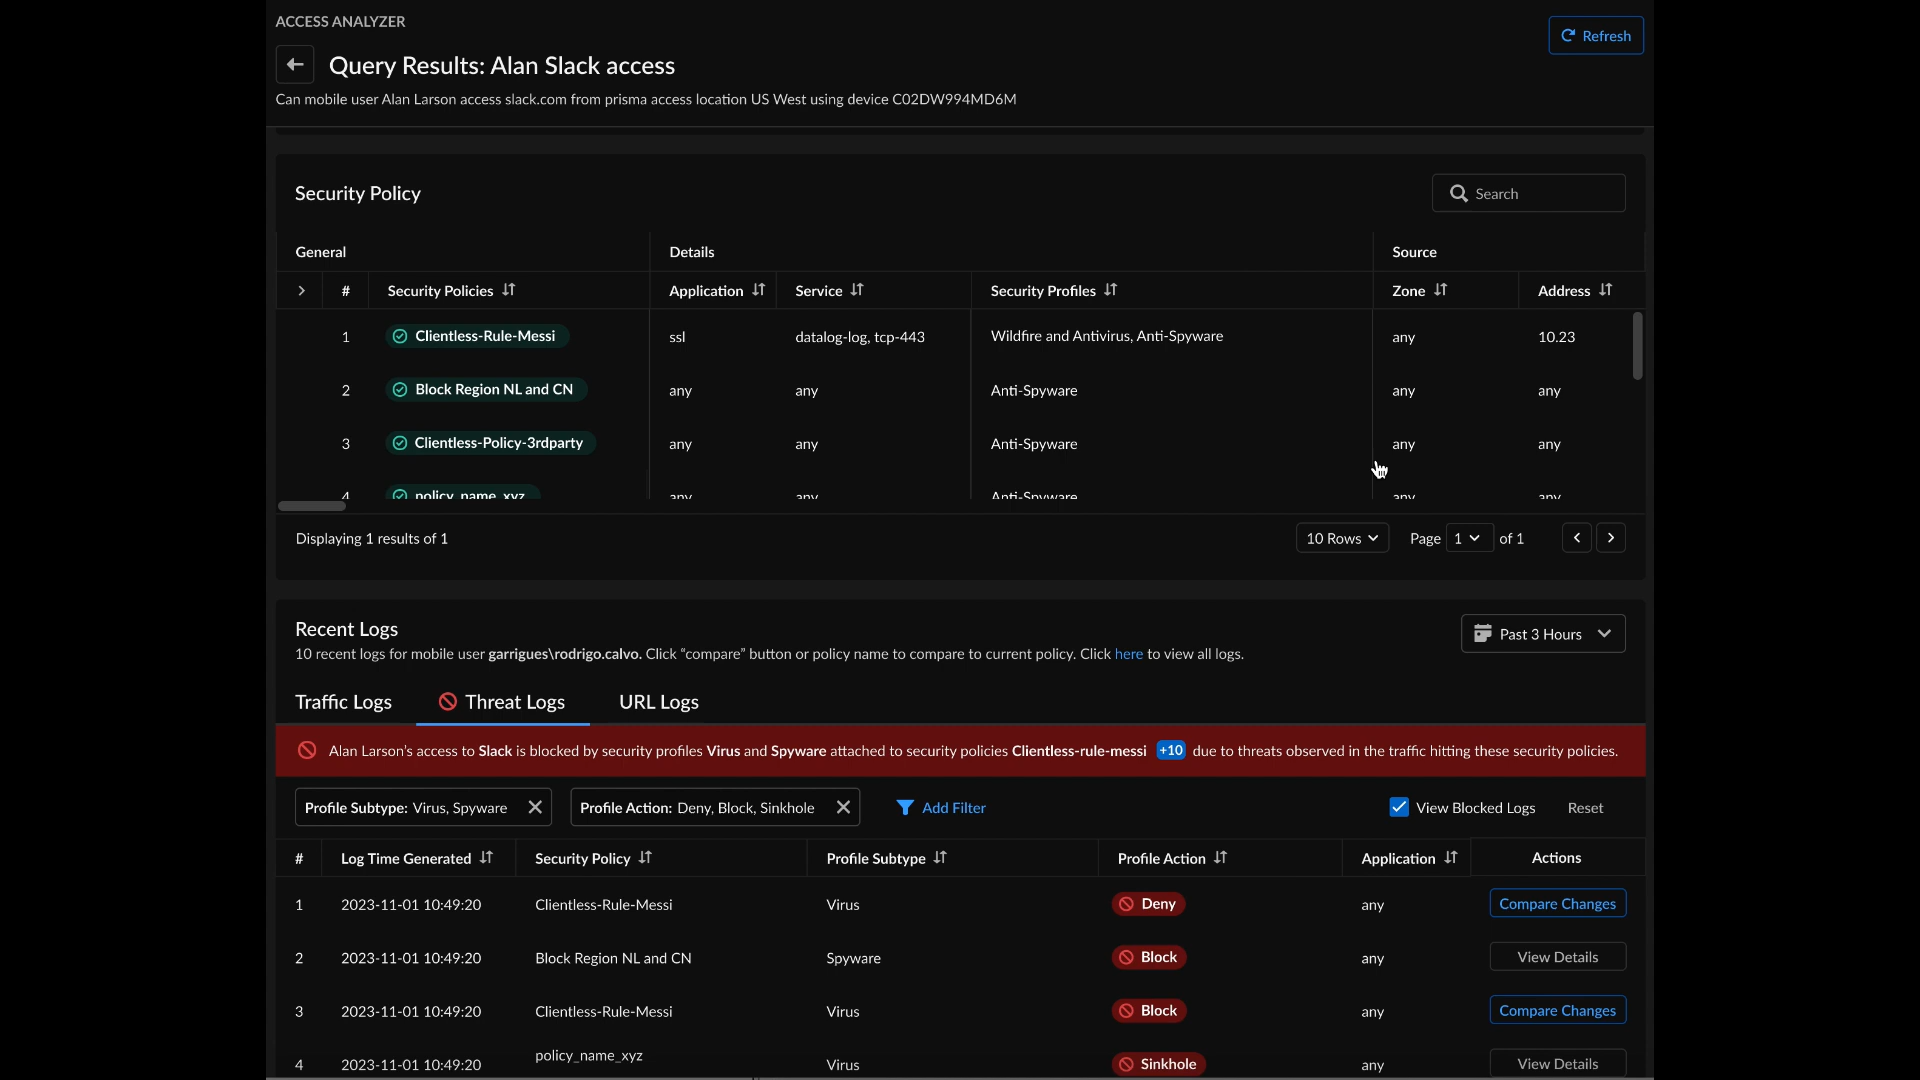 ACCESS ANALYZER
Refresh
Query Results: Alan Slack access
Can mobile user Alan Larson access slack.com from prisma access location US West using device C02DW994MD6M
Security Policy
Search
General Details Source
# Security Policies Application Service Security Profiles Zone Address
1 Clientless-Rule-Messi ssl datalog-log, tcp-443 Wildfire and Antivirus, Anti-Spyware any 10.23
2 Block Region NL and CN any any Anti-Spyware any any
3 Clientless-Policy-3rdparty any any Anti-Spyware any any
4 policy_name_xyz any any Anti-Spyware any any
Displaying 1 results of 1 10 Rows Page 1 of 1
Recent Logs
Past 3 Hours
10 recent logs for mobile user garrigues\rodrigo.calvo. Click “compare” button or policy name to compare to current policy. Click here to view all logs.
Traffic Logs Threat Logs URL Logs
Alan Larson's access to Slack is blocked by security profiles Virus and Spyware attached to security policies Clientless-rule-messi +10 due to threats observed in the traffic hitting these security policies.
Profile Subtype: Virus, Spyware Profile Action: Deny, Block, Sinkhole Add Filter View Blocked Logs Reset
# Log Time Generated Security Policy Profile Subtype Profile Action Application Actions
1 2023-11-01 10:49:20 Clientless-Rule-Messi Virus Deny any Compare Changes
2 2023-11-01 10:49:20 Block Region NL and CN Spyware Block any View Details
3 2023-11-01 10:49:20 Clientless-Rule-Messi Virus Block any Compare Changes
4 2023-11-01 10:49:20 policy_name_xyz Virus Sinkhole any View Details